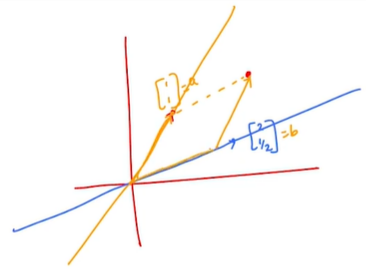 [1
1] = a
[2
1/2] = b